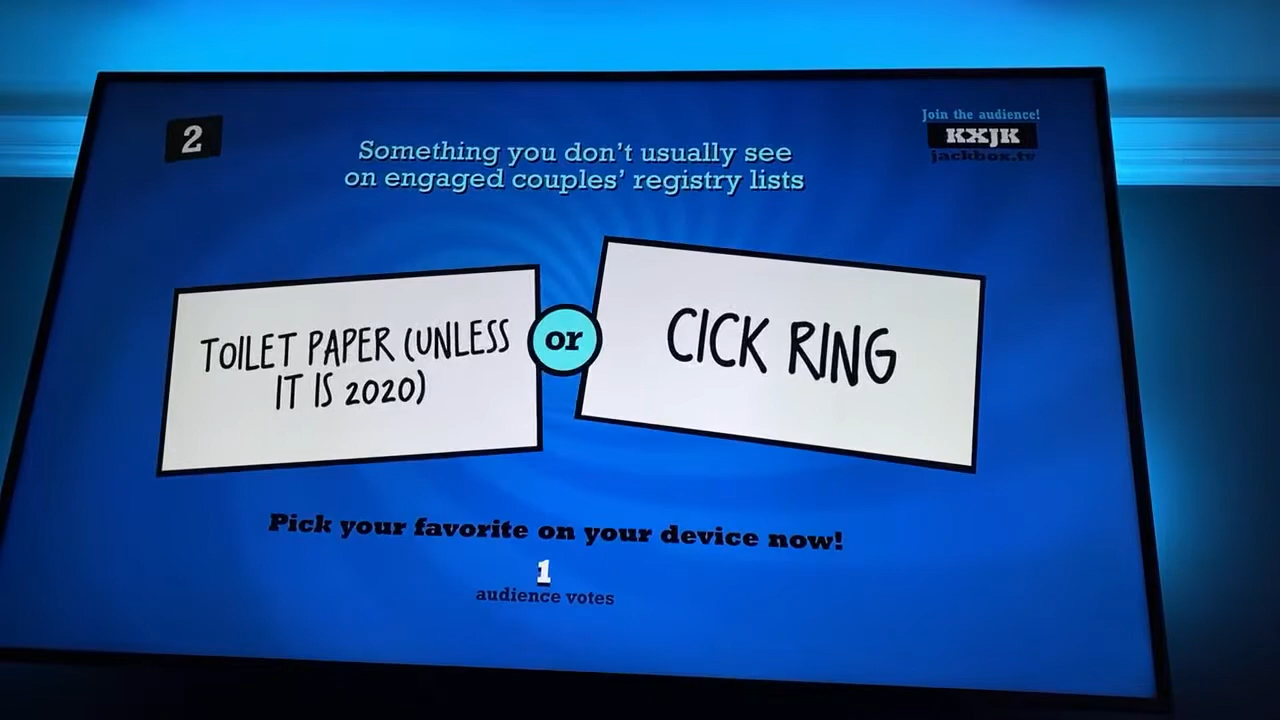 2
Join the audience!
KXJK
jackbox.tv
Something you don't usually see
on engaged couples' registry lists
TOILET PAPER (UNLESS
IT IS 2020)
or
CICK RING
Pick your favorite on your device now!
1
audience votes